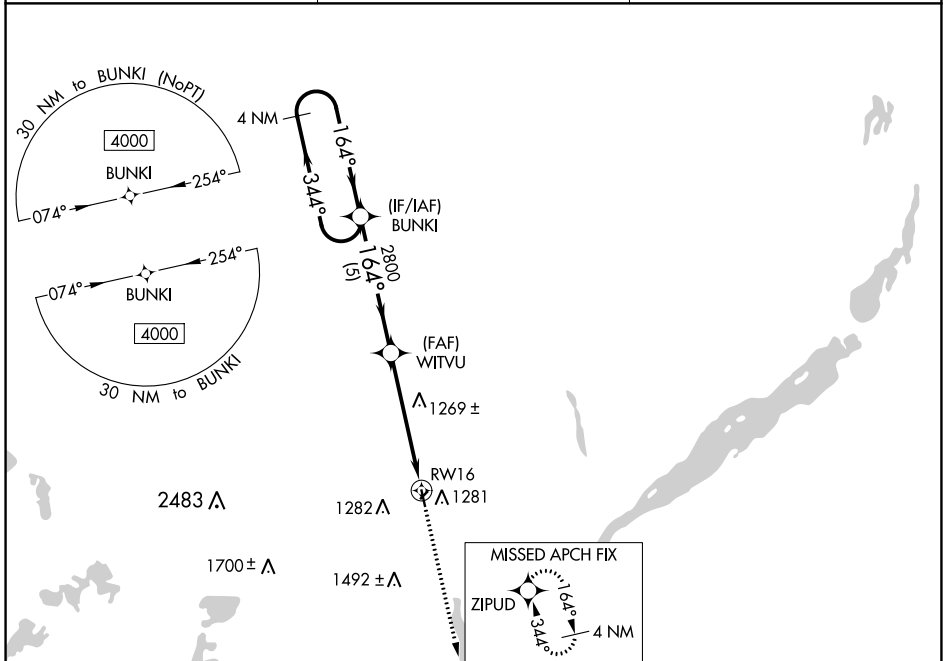 30 NM to BUNKI (NoPT)
4000
BUNKI
074°
254°
254°
074°
BUNKI
4000
30 NM to BUNKI
4 NM
164°
344°
(IF/IAF)
BUNKI
2800
164°
(5)
(FAF)
WITVU
1269 ±
RW16
1281
2483
1282
1700 ±
1492 ±
MISSED APCH FIX
ZIPUD
164°
344°
4 NM